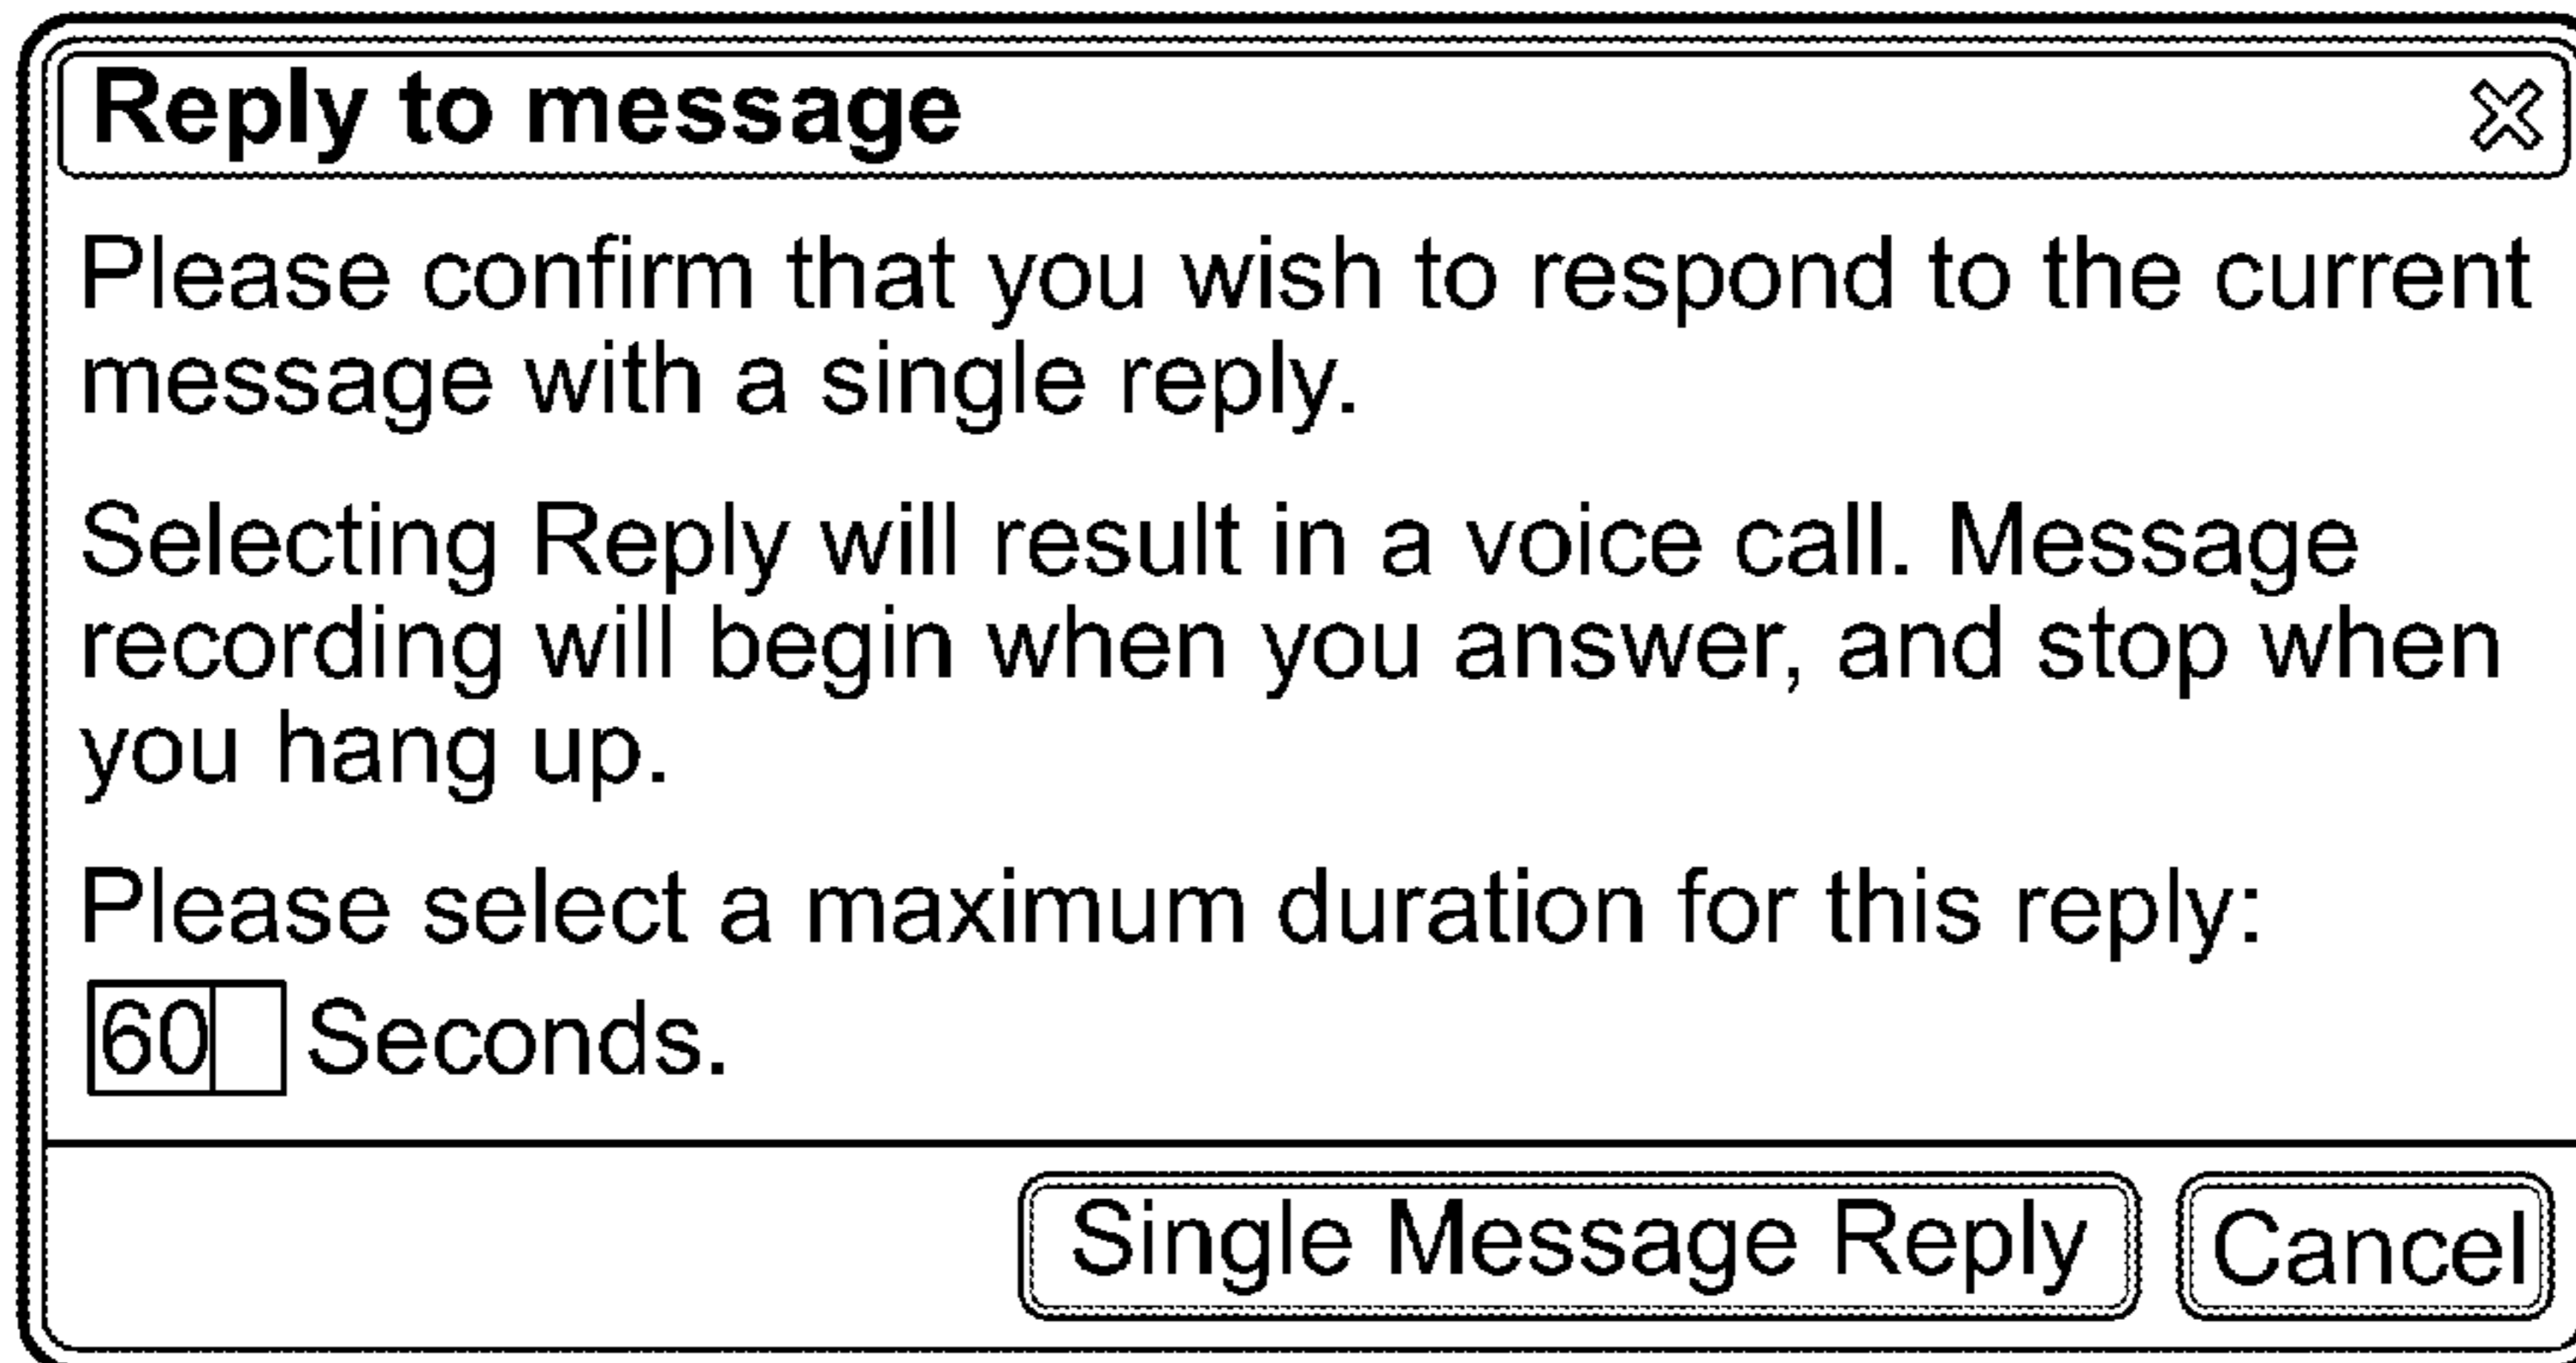 Reply to message
Please confirm that you wish to respond to the current
message with a single reply.
Selecting Reply will result in a voice call. Message
recording will begin when you answer, and stop when
you hang up.
Please select a maximum duration for this reply:
60 Seconds.
Single Message Reply Cancel